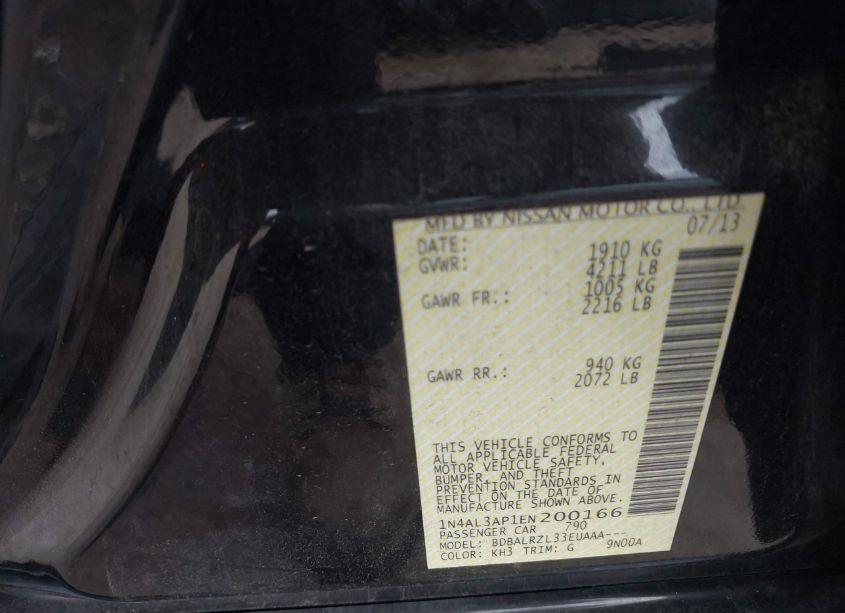 MFD BY NISSAN MOTOR CO., LTD.
DATE: 07/13
GVWR: 1910 KG
4211 LB
GAWR FR.: 1005 KG
2216 LB
GAWR RR.: 940 KG
2072 LB
THIS VEHICLE CONFORMS TO
ALL APPLICABLE FEDERAL
MOTOR VEHICLE SAFETY,
BUMPER, AND THEFT
PREVENTION STANDARDS IN
EFFECT ON THE DATE OF
MANUFACTURE SHOWN ABOVE.
1N4AL3AP1EN200166
PASSENGER CAR 790
MODEL: BDBALRZL33EUAAA---
COLOR: KH3 TRIM: G 9N00A